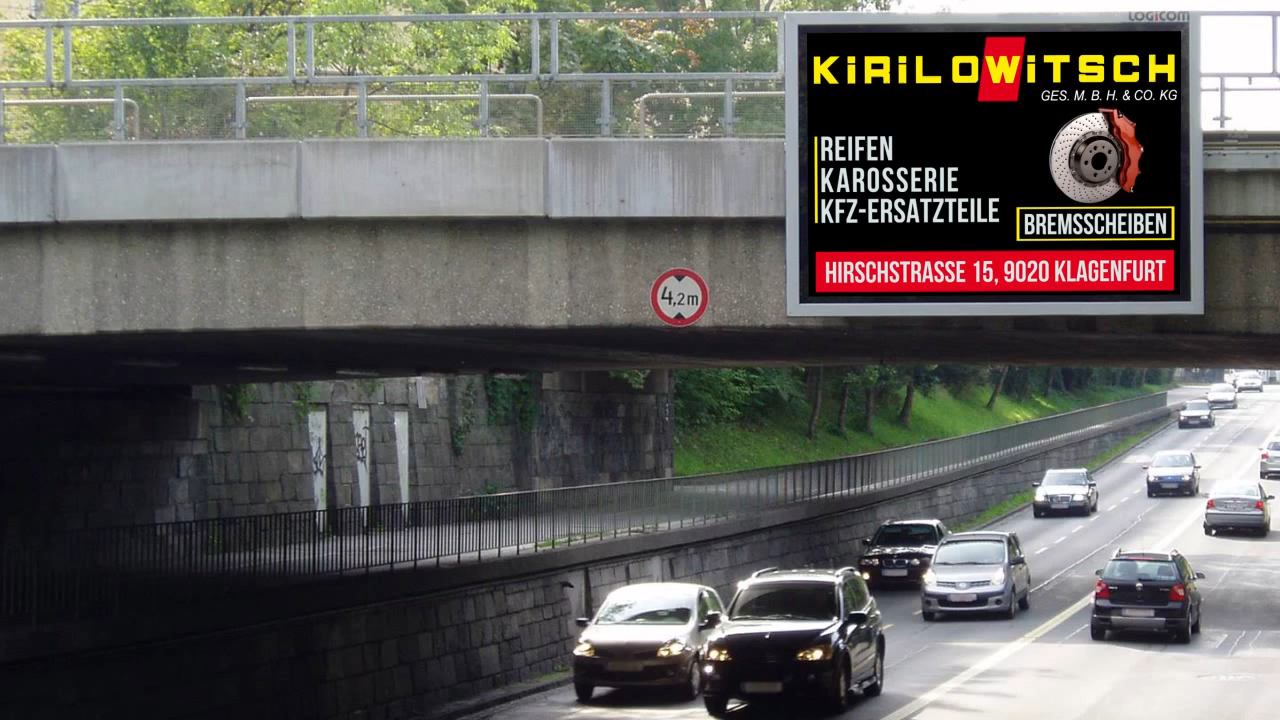 LOGICOM
KiRiLOWiTSCH
GES. M. B. H. & CO. KG
REIFEN
KAROSSERIE
KFZ-ERSATZTEILE
BREMSSCHEIBEN
HIRSCHSTRASSE 15, 9020 KLAGENFURT
4,2m